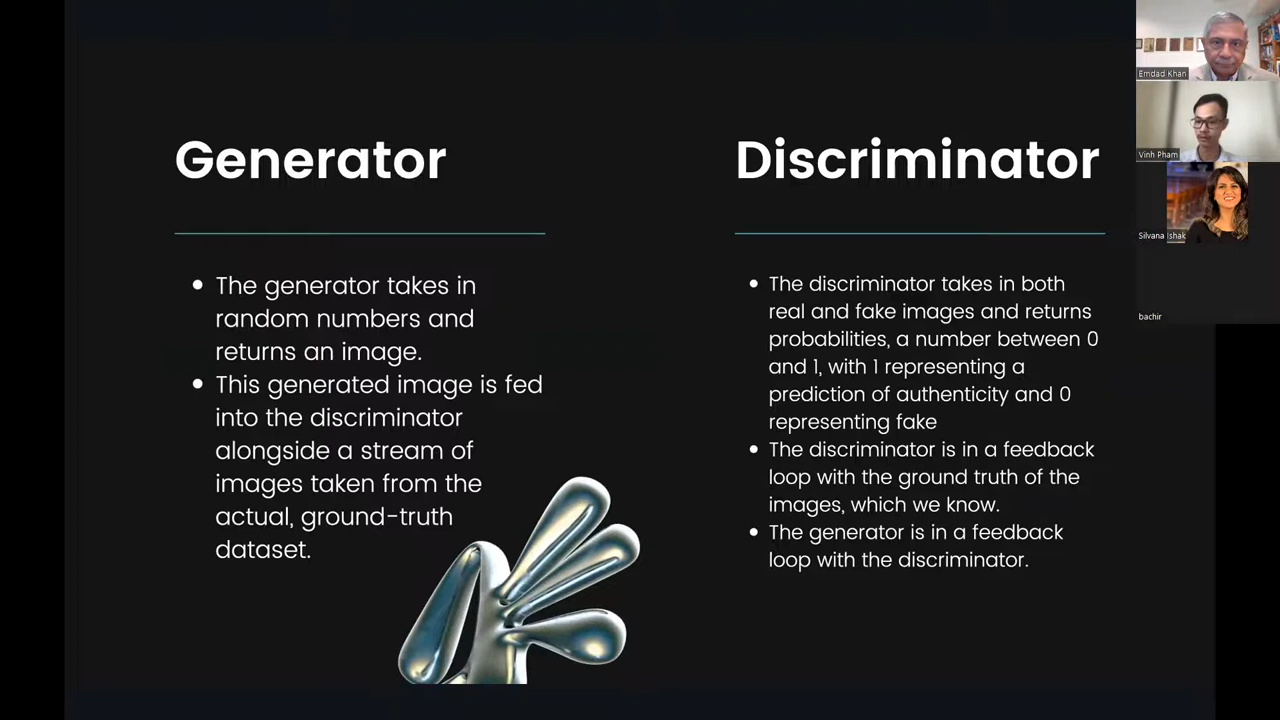 Generator
The generator takes in
random numbers and
returns an image.
This generated image is fed
into the discriminator
alongside a stream of
images taken from the
actual, ground-truth
dataset.
Discriminator
The discriminator takes in both
real and fake images and returns
probabilities, a number between 0
and 1, with 1 representing a
prediction of authenticity and 0
representing fake
The discriminator is in a feedback
loop with the ground truth of the
images, which we know.
The generator is in a feedback
loop with the discriminator.
Emdad Khan
Vinh Pham
Silvana Ishak
bachir